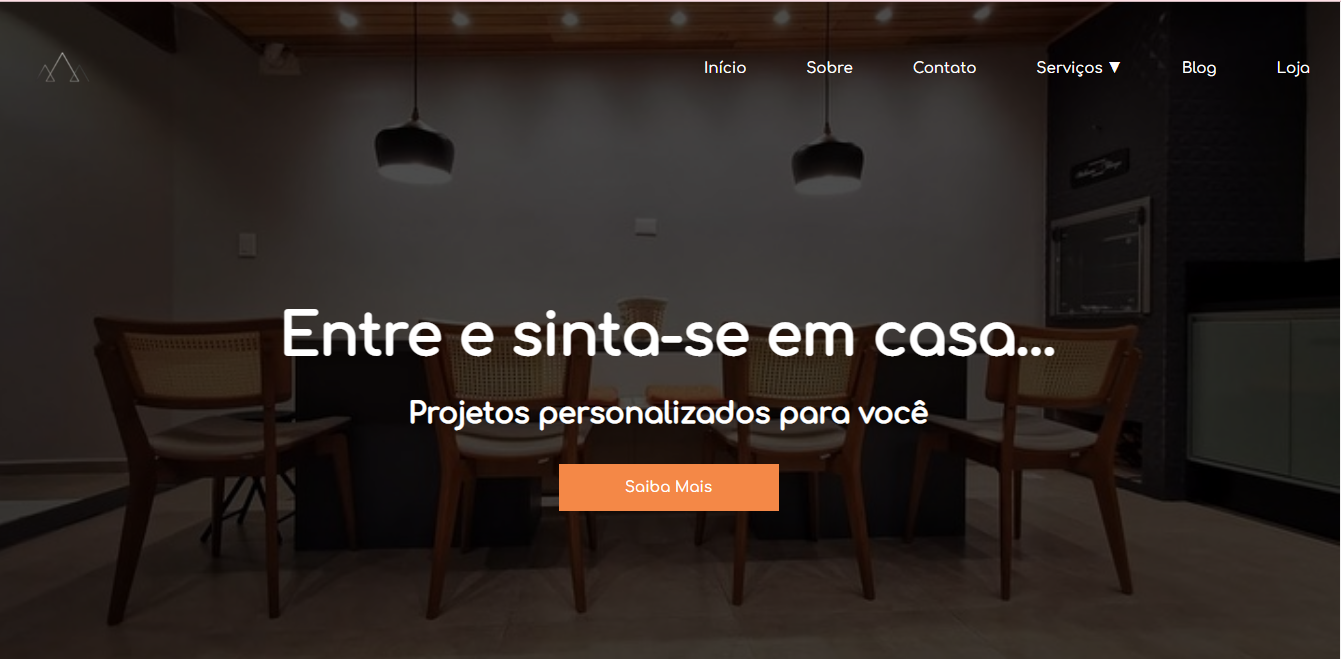 Início Sobre Contato Serviços ▼ Blog Loja
Entre e sinta-se em casa...
Projetos personalizados para você
Saiba Mais